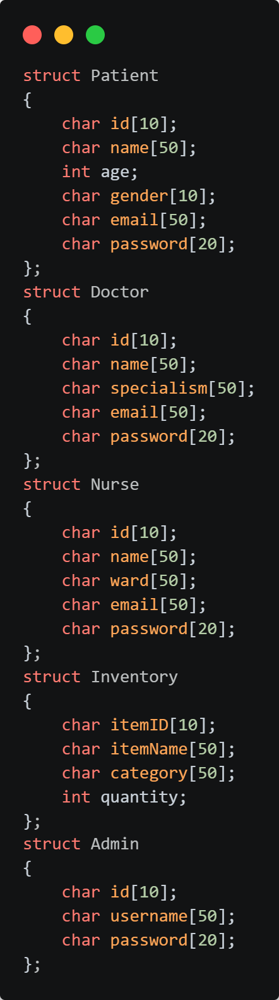 struct Patient
{
    char id[10];
    char name[50];
    int age;
    char gender[10];
    char email[50];
    char password[20];
};
struct Doctor
{
    char id[10];
    char name[50];
    char specialism[50];
    char email[50];
    char password[20];
};
struct Nurse
{
    char id[10];
    char name[50];
    char ward[50];
    char email[50];
    char password[20];
};
struct Inventory
{
    char itemID[10];
    char itemName[50];
    char category[50];
    int quantity;
};
struct Admin
{
    char id[10];
    char username[50];
    char password[20];
};